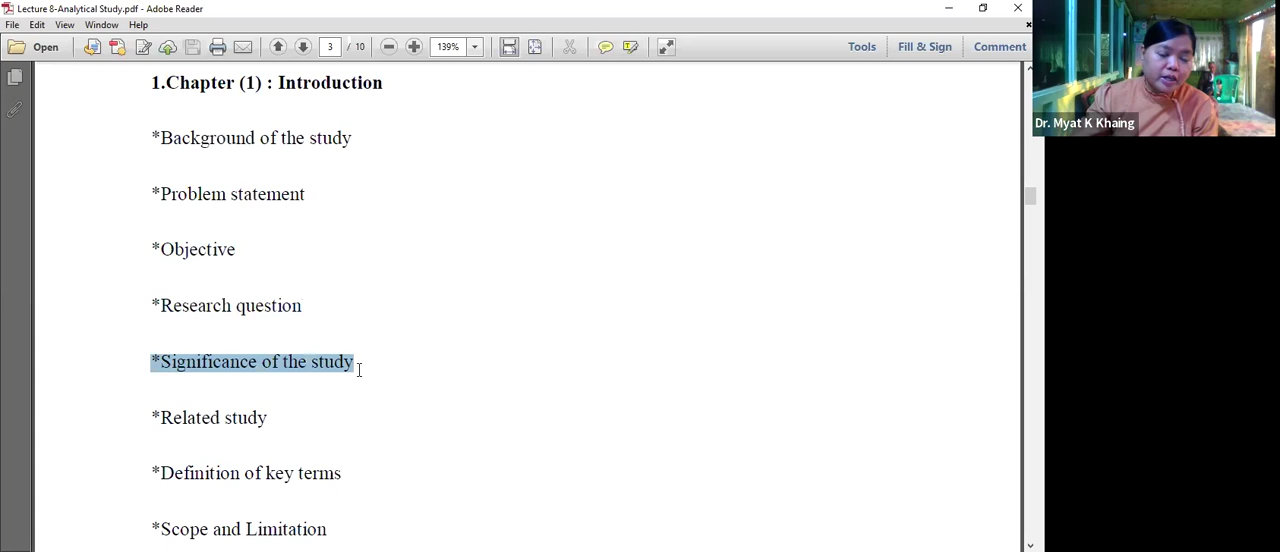 Lecture 8-Analytical Study.pdf - Adobe Reader
File Edit View Window Help
Open 3 / 10 139% Tools Fill & Sign Comment
1.Chapter (1) : Introduction
*Background of the study
*Problem statement
*Objective
*Research question
*Significance of the study
*Related study
*Definition of key terms
*Scope and Limitation
Dr. Myat K Khaing